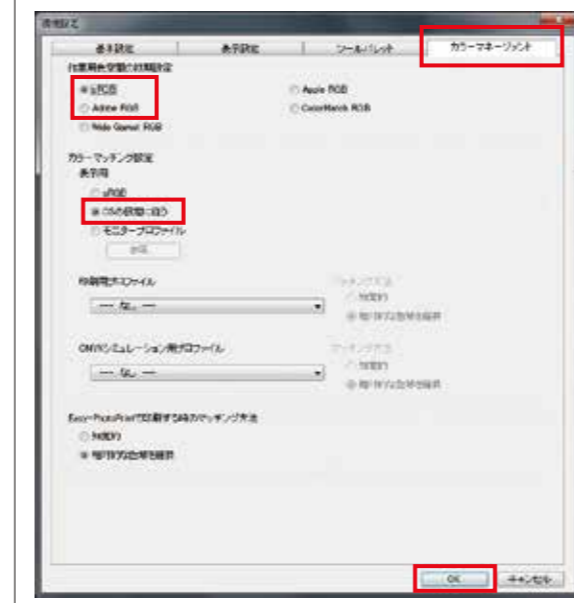 環境設定
基本設定 表示設定 ツールパレット カラーマネージメント
作業用色空間の初期設定
sRGB Apple RGB
Adobe RGB ColorMatch RGB
Wide Gamut RGB
カラーマッチング設定
表示用
sRGB
OSの設定に従う
モニタープロファイル
参照
印刷用プロファイル マッチング方法
--- なし --- 知覚的
相対的な色域を維持
CMYKシミュレーション用プロファイル マッチング方法
--- なし --- 知覚的
相対的な色域を維持
Easy-PhotoPrintで印刷する時のマッチング方法
知覚的
相対的な色域を維持
OK キャンセル